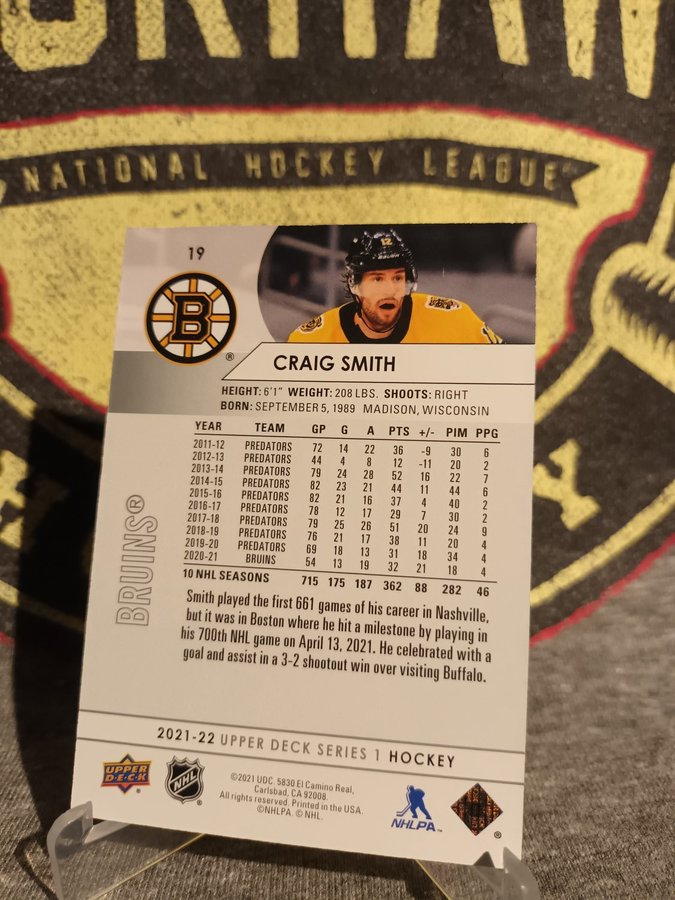 NATIONAL HOCKEY LEAGUE
19
12
B
®
CRAIG SMITH
HEIGHT: 6'1" WEIGHT: 208 LBS. SHOOTS: RIGHT
BORN: SEPTEMBER 5, 1989 MADISON, WISCONSIN
YEAR TEAM GP G A PTS +/- PIM PPG
2011-12 PREDATORS 72 14 22 36 -9 30 6
2012-13 PREDATORS 44 4 8 12 -11 20 2
2013-14 PREDATORS 79 24 28 52 16 22 7
2014-15 PREDATORS 82 23 21 44 11 44 6
2015-16 PREDATORS 82 21 16 37 4 40 2
2016-17 PREDATORS 78 12 17 29 7 30 2
2017-18 PREDATORS 79 25 26 51 20 24 9
2018-19 PREDATORS 76 21 17 38 11 20 4
2019-20 PREDATORS 69 18 13 31 18 34 4
2020-21 BRUINS 54 13 19 32 21 18 4
10 NHL SEASONS 715 175 187 362 88 282 46
BRUINS®
Smith played the first 661 games of his career in Nashville,
but it was in Boston where he hit a milestone by playing in
his 700th NHL game on April 13, 2021. He celebrated with a
goal and assist in a 3-2 shootout win over visiting Buffalo.
2021-22 UPPER DECK SERIES 1 HOCKEY
UPPER DECK
NHL
©2021 UDC. 5830 El Camino Real,
Carlsbad, CA 92008.
All rights reserved. Printed in the USA.
©NHLPA. © NHL.
NHLPA
®